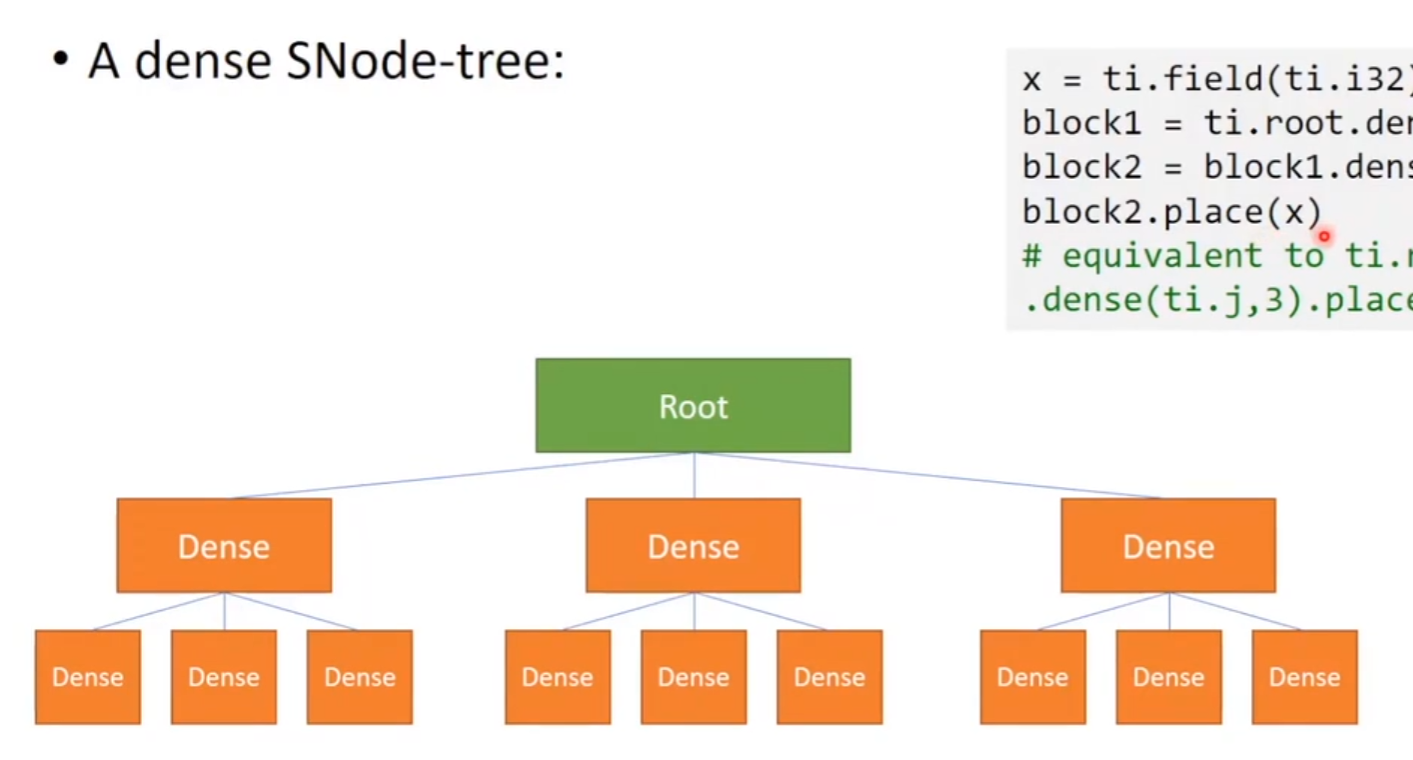 • A dense SNode-tree:
x = ti.field(ti.i32)
block1 = ti.root.den
block2 = block1.dens
block2.place(x)
# equivalent to ti.r
.dense(ti.j,3).place
Root
Dense Dense Dense
Dense Dense Dense Dense Dense Dense Dense Dense Dense